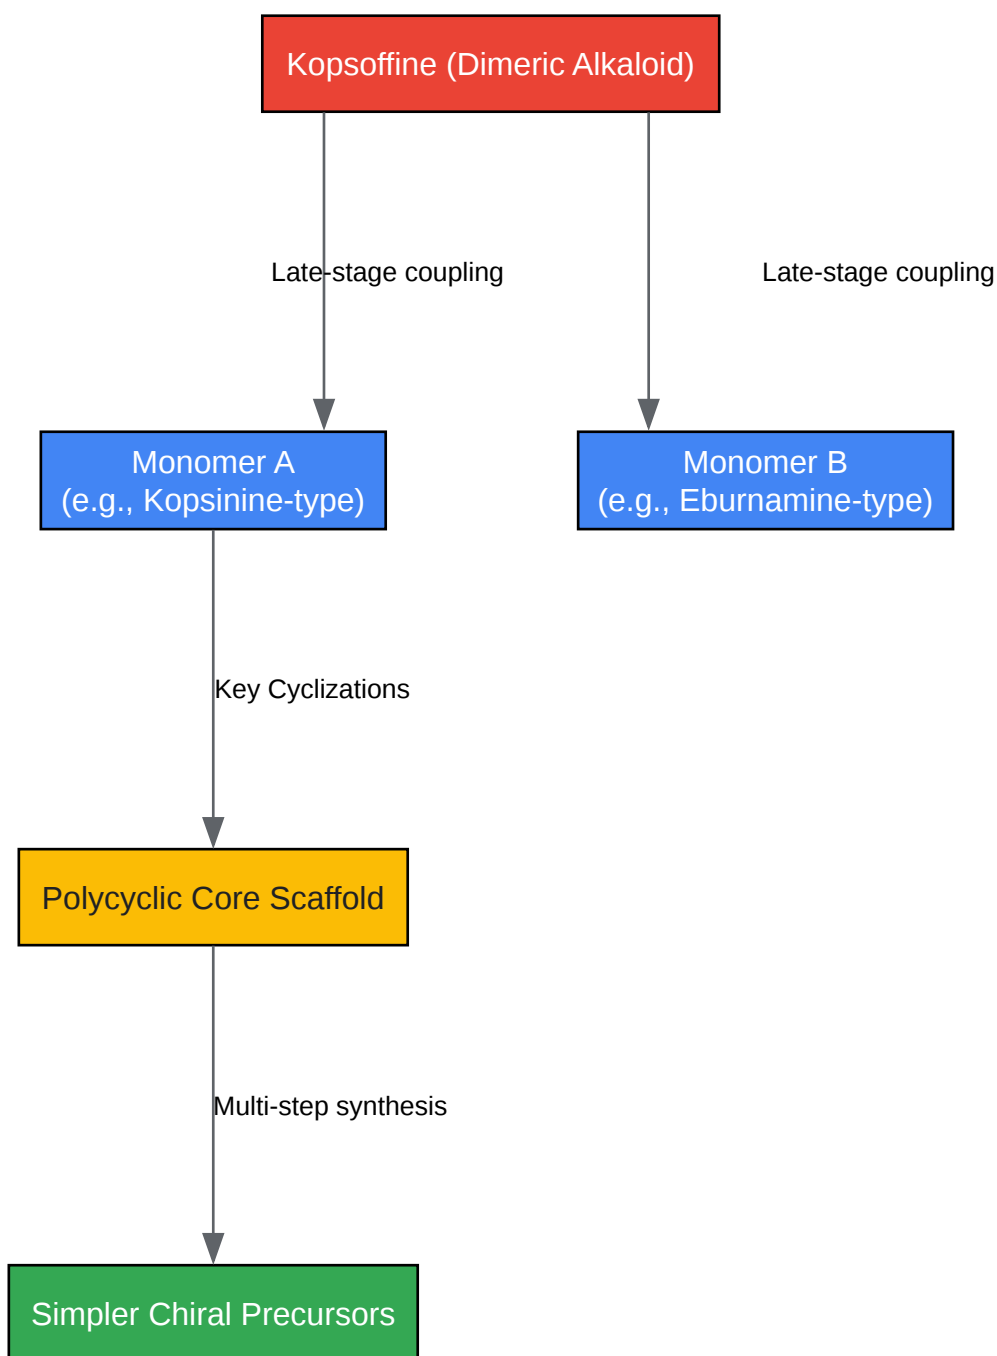 Kopsoffine (Dimeric Alkaloid)
Late-stage coupling
Late-stage coupling
Monomer A
(e.g., Kopsinine-type)
Monomer B
(e.g., Eburnamine-type)
Key Cyclizations
Polycyclic Core Scaffold
Multi-step synthesis
Simpler Chiral Precursors